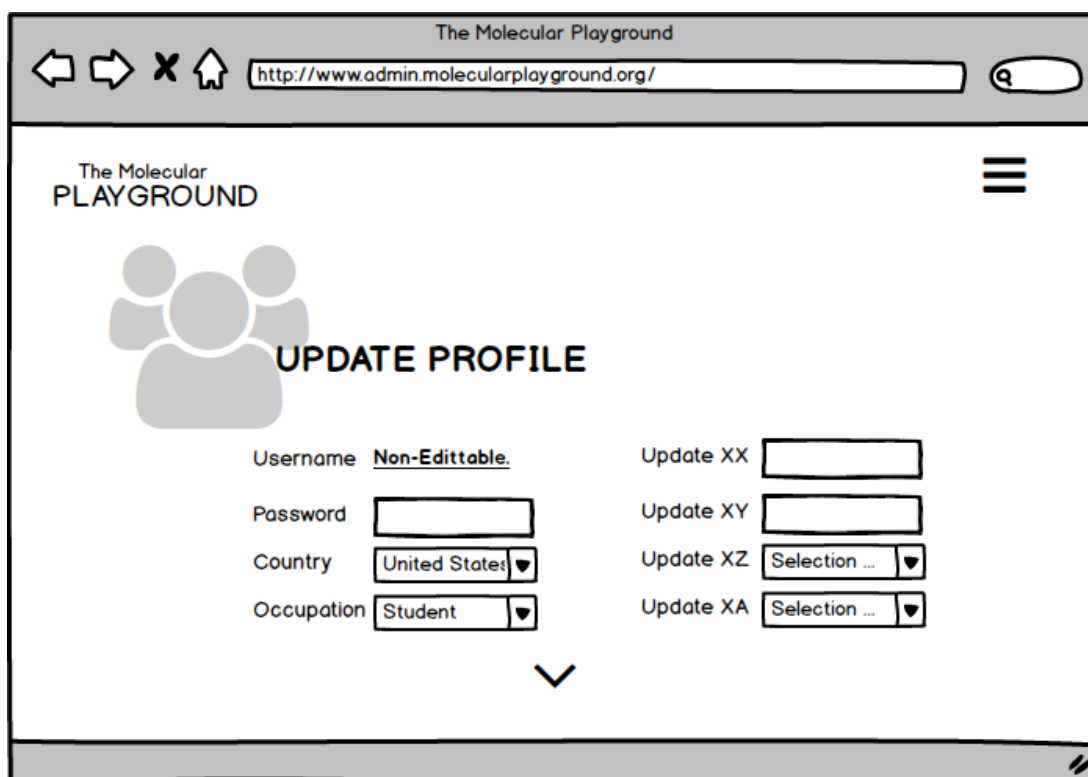 The Molecular Playground
http://www.admin.molecularplayground.org/
The Molecular
PLAYGROUND
UPDATE PROFILE
Username Non-Edittable.
Password
Country United States
Occupation Student
Update XX
Update XY
Update XZ Selection ...
Update XA Selection ...